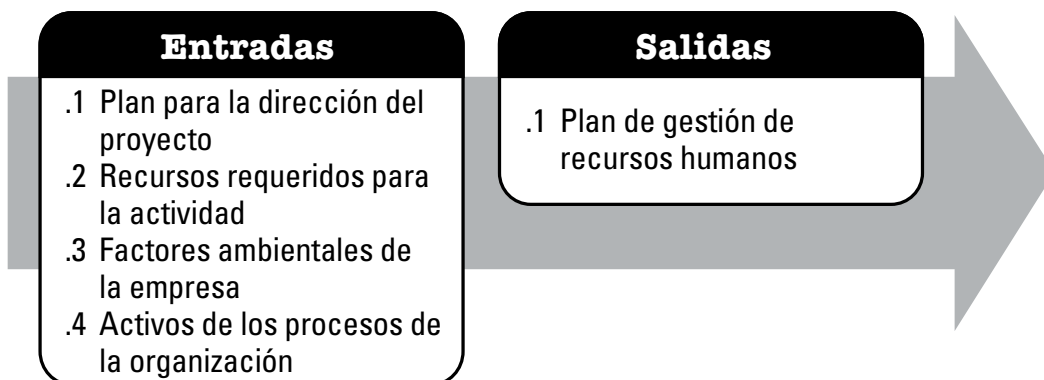 Entradas
.1 Plan para la dirección del
proyecto
.2 Recursos requeridos para
la actividad
.3 Factores ambientales de
la empresa
.4 Activos de los procesos de
la organización
Salidas
.1 Plan de gestión de
recursos humanos